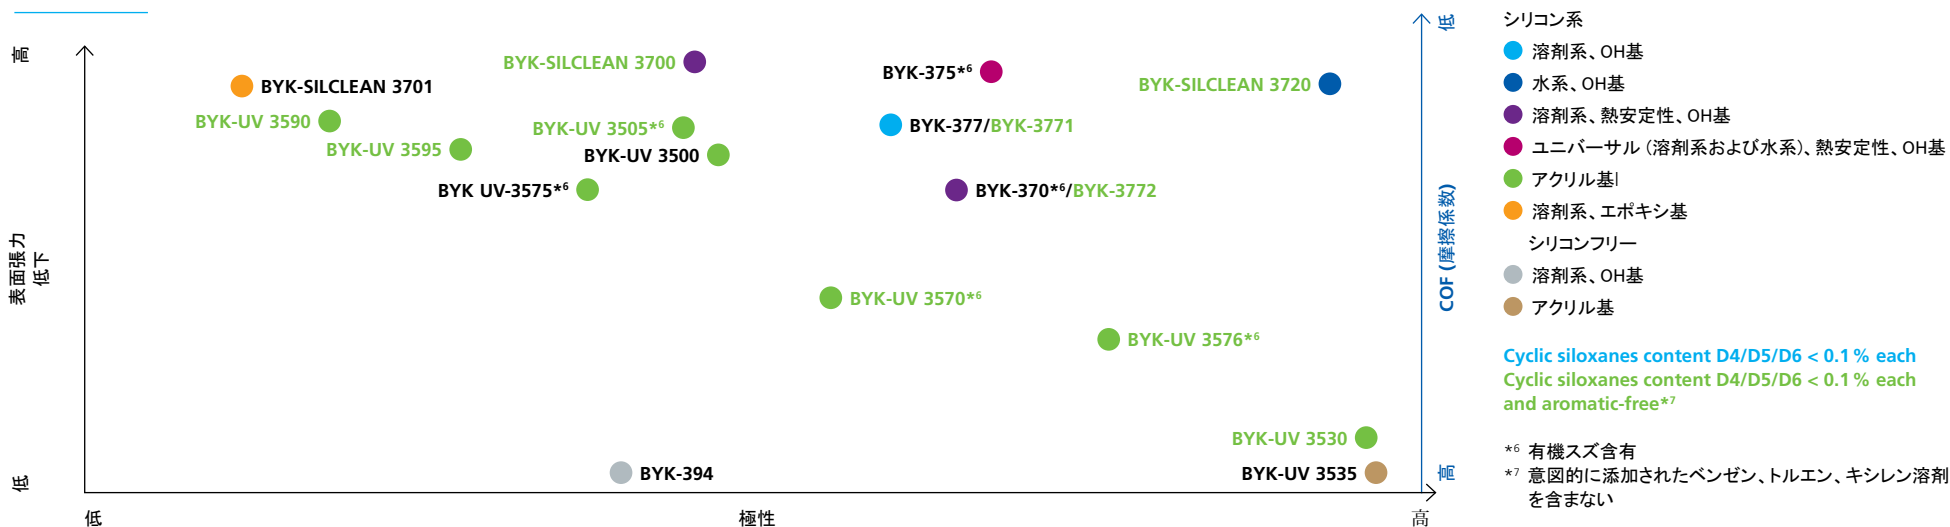 高
表面張力
低下
低
低
極性
高
低
COF (摩擦係数)
高
BYK-SILCLEAN 3700
BYK-375*⁶
BYK-SILCLEAN 3701
BYK-SILCLEAN 3720
BYK-UV 3590
BYK-UV 3505*⁶
BYK-377/BYK-3771
BYK-UV 3595
BYK-UV 3500
BYK UV-3575*⁶
BYK-370*⁶/BYK-3772
BYK-UV 3570*⁶
BYK-UV 3576*⁶
BYK-UV 3530
BYK-394
BYK-UV 3535
シリコン系
溶剤系、OH基
水系、OH基
溶剤系、熱安定性、OH基
ユニバーサル (溶剤系および水系)、熱安定性、OH基
アクリル基l
溶剤系、エポキシ基
シリコンフリー
溶剤系、OH基
アクリル基
Cyclic siloxanes content D4/D5/D6 < 0.1 % each
Cyclic siloxanes content D4/D5/D6 < 0.1 % each
and aromatic-free*⁷
*⁶ 有機スズ含有
*⁷ 意図的に添加されたベンゼン、トルエン、キシレン溶剤
を含まない